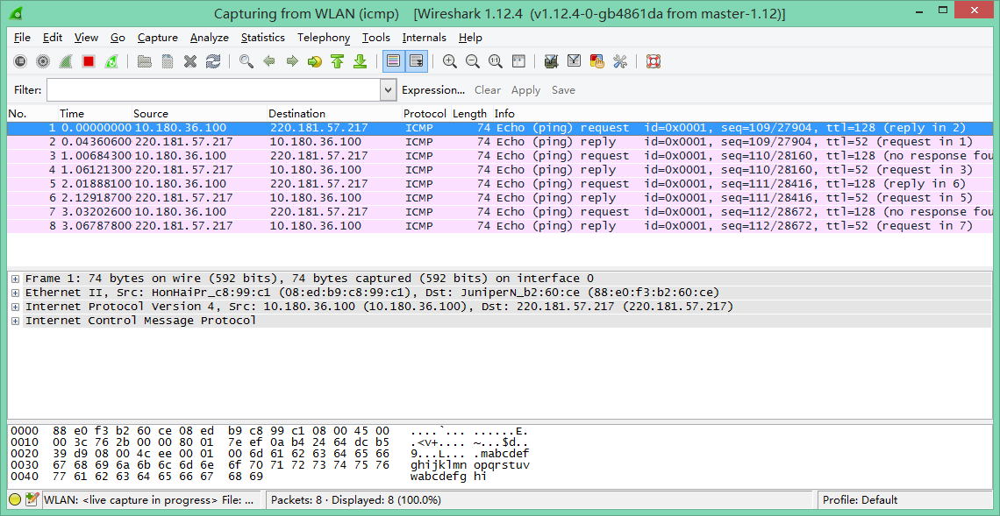 Capturing from WLAN (icmp) [Wireshark 1.12.4 (v1.12.4-0-gb4861da from master-1.12)]
File Edit View Go Capture Analyze Statistics Telephony Tools Internals Help
Filter: Expression... Clear Apply Save
No. Time Source Destination Protocol Length Info
1 0.00000000 10.180.36.100 220.181.57.217 ICMP 74 Echo (ping) request id=0x0001, seq=109/27904, ttl=128 (reply in 2)
2 0.04360600 220.181.57.217 10.180.36.100 ICMP 74 Echo (ping) reply id=0x0001, seq=109/27904, ttl=52 (request in 1)
3 1.00684300 10.180.36.100 220.181.57.217 ICMP 74 Echo (ping) request id=0x0001, seq=110/28160, ttl=128 (no response fou
4 1.06121300 220.181.57.217 10.180.36.100 ICMP 74 Echo (ping) reply id=0x0001, seq=110/28160, ttl=52 (request in 3)
5 2.01888100 10.180.36.100 220.181.57.217 ICMP 74 Echo (ping) request id=0x0001, seq=111/28416, ttl=128 (reply in 6)
6 2.12918700 220.181.57.217 10.180.36.100 ICMP 74 Echo (ping) reply id=0x0001, seq=111/28416, ttl=52 (request in 5)
7 3.03202600 10.180.36.100 220.181.57.217 ICMP 74 Echo (ping) request id=0x0001, seq=112/28672, ttl=128 (no response fou
8 3.06787800 220.181.57.217 10.180.36.100 ICMP 74 Echo (ping) reply id=0x0001, seq=112/28672, ttl=52 (request in 7)
Frame 1: 74 bytes on wire (592 bits), 74 bytes captured (592 bits) on interface 0
Ethernet II, Src: HonHaiPr_c8:99:c1 (08:ed:b9:c8:99:c1), Dst: JuniperN_b2:60:ce (88:e0:f3:b2:60:ce)
Internet Protocol Version 4, Src: 10.180.36.100 (10.180.36.100), Dst: 220.181.57.217 (220.181.57.217)
Internet Control Message Protocol
0000 88 e0 f3 b2 60 ce 08 ed b9 c8 99 c1 08 00 45 00 ....`... ......E.
0010 00 3c 76 2b 00 00 80 01 7e ef 0a b4 24 64 dc b5 .<v+.... ~...$d..
0020 39 d9 08 00 4c ee 00 01 00 6d 61 62 63 64 65 66 9...L... .mabcdef
0030 67 68 69 6a 6b 6c 6d 6e 6f 70 71 72 73 74 75 76 ghijklmn opqrstuv
0040 77 61 62 63 64 65 66 67 68 69 wabcdefg hi
WLAN: <live capture in progress> File: ... Packets: 8 · Displayed: 8 (100.0%) Profile: Default